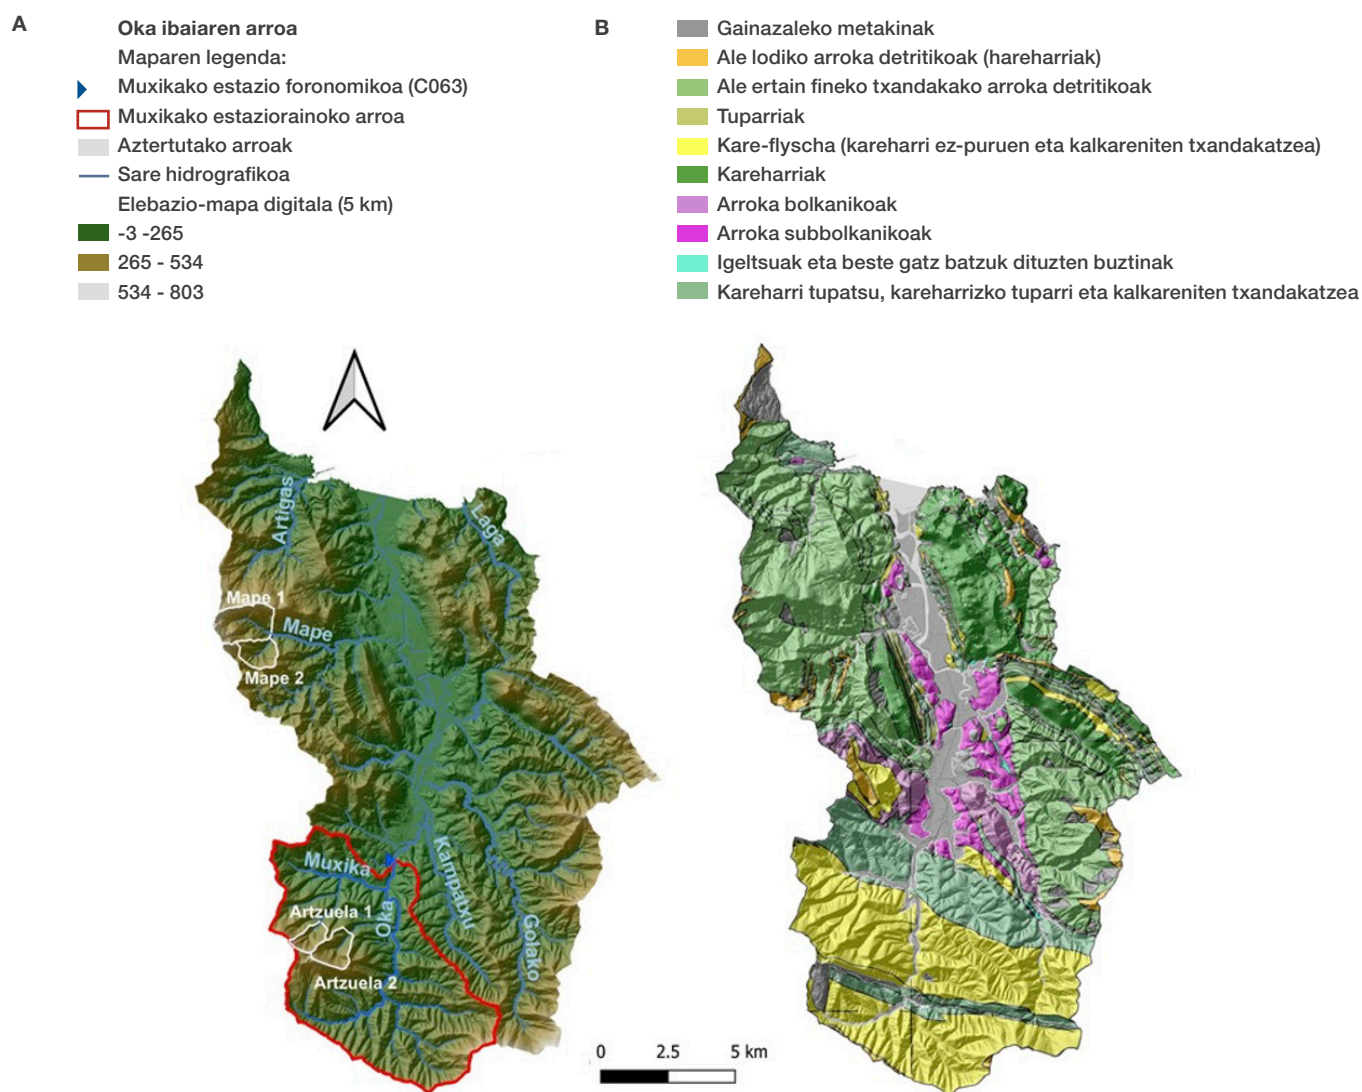 A
Oka ibaiaren arroa
Maparen legenda:
Muxikako estazio foronomikoa (C063)
Muxikako estaziorainoko arroa
Aztertutako arroak
Sare hidrografikoa
Elebazio-mapa digitala (5 km)
-3 -265
265 - 534
534 - 803
B
Gainazaleko metakinak
Ale lodiko arroka detritikoak (hareharriak)
Ale ertain fineko txandakako arroka detritikoak
Tuparriak
Kare-flyscha (kareharri ez-puruen eta kalkareniten txandakatzea)
Kareharriak
Arroka bolkanikoak
Arroka subbolkanikoak
Igeltsuak eta beste gatz batzuk dituzten buztinak
Kareharri tupatsu, kareharrizko tuparri eta kalkareniten txandakatzea
Artigas
Laga
Mape 1
Mape
Mape 2
Muxika
Kampatxu
Artzuela 1
Oka
Golako
Artzuela 2
0 2.5 5 km